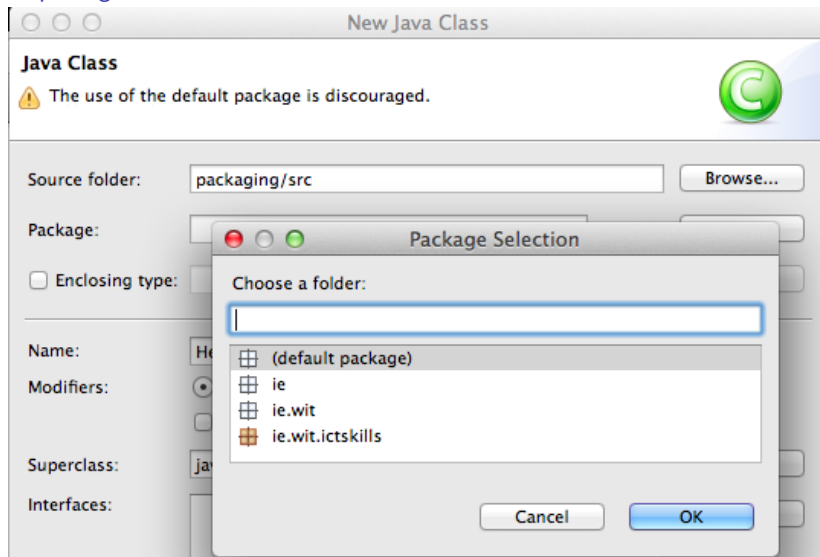 New Java Class
Java Class
The use of the default package is discouraged.
Source folder: packaging/src Browse...
Package:
Package Selection
Enclosing type:
Choose a folder:
Name:
(default package)
Modifiers:
ie
ie.wit
ie.wit.ictskills
Superclass:
Interfaces:
Cancel OK